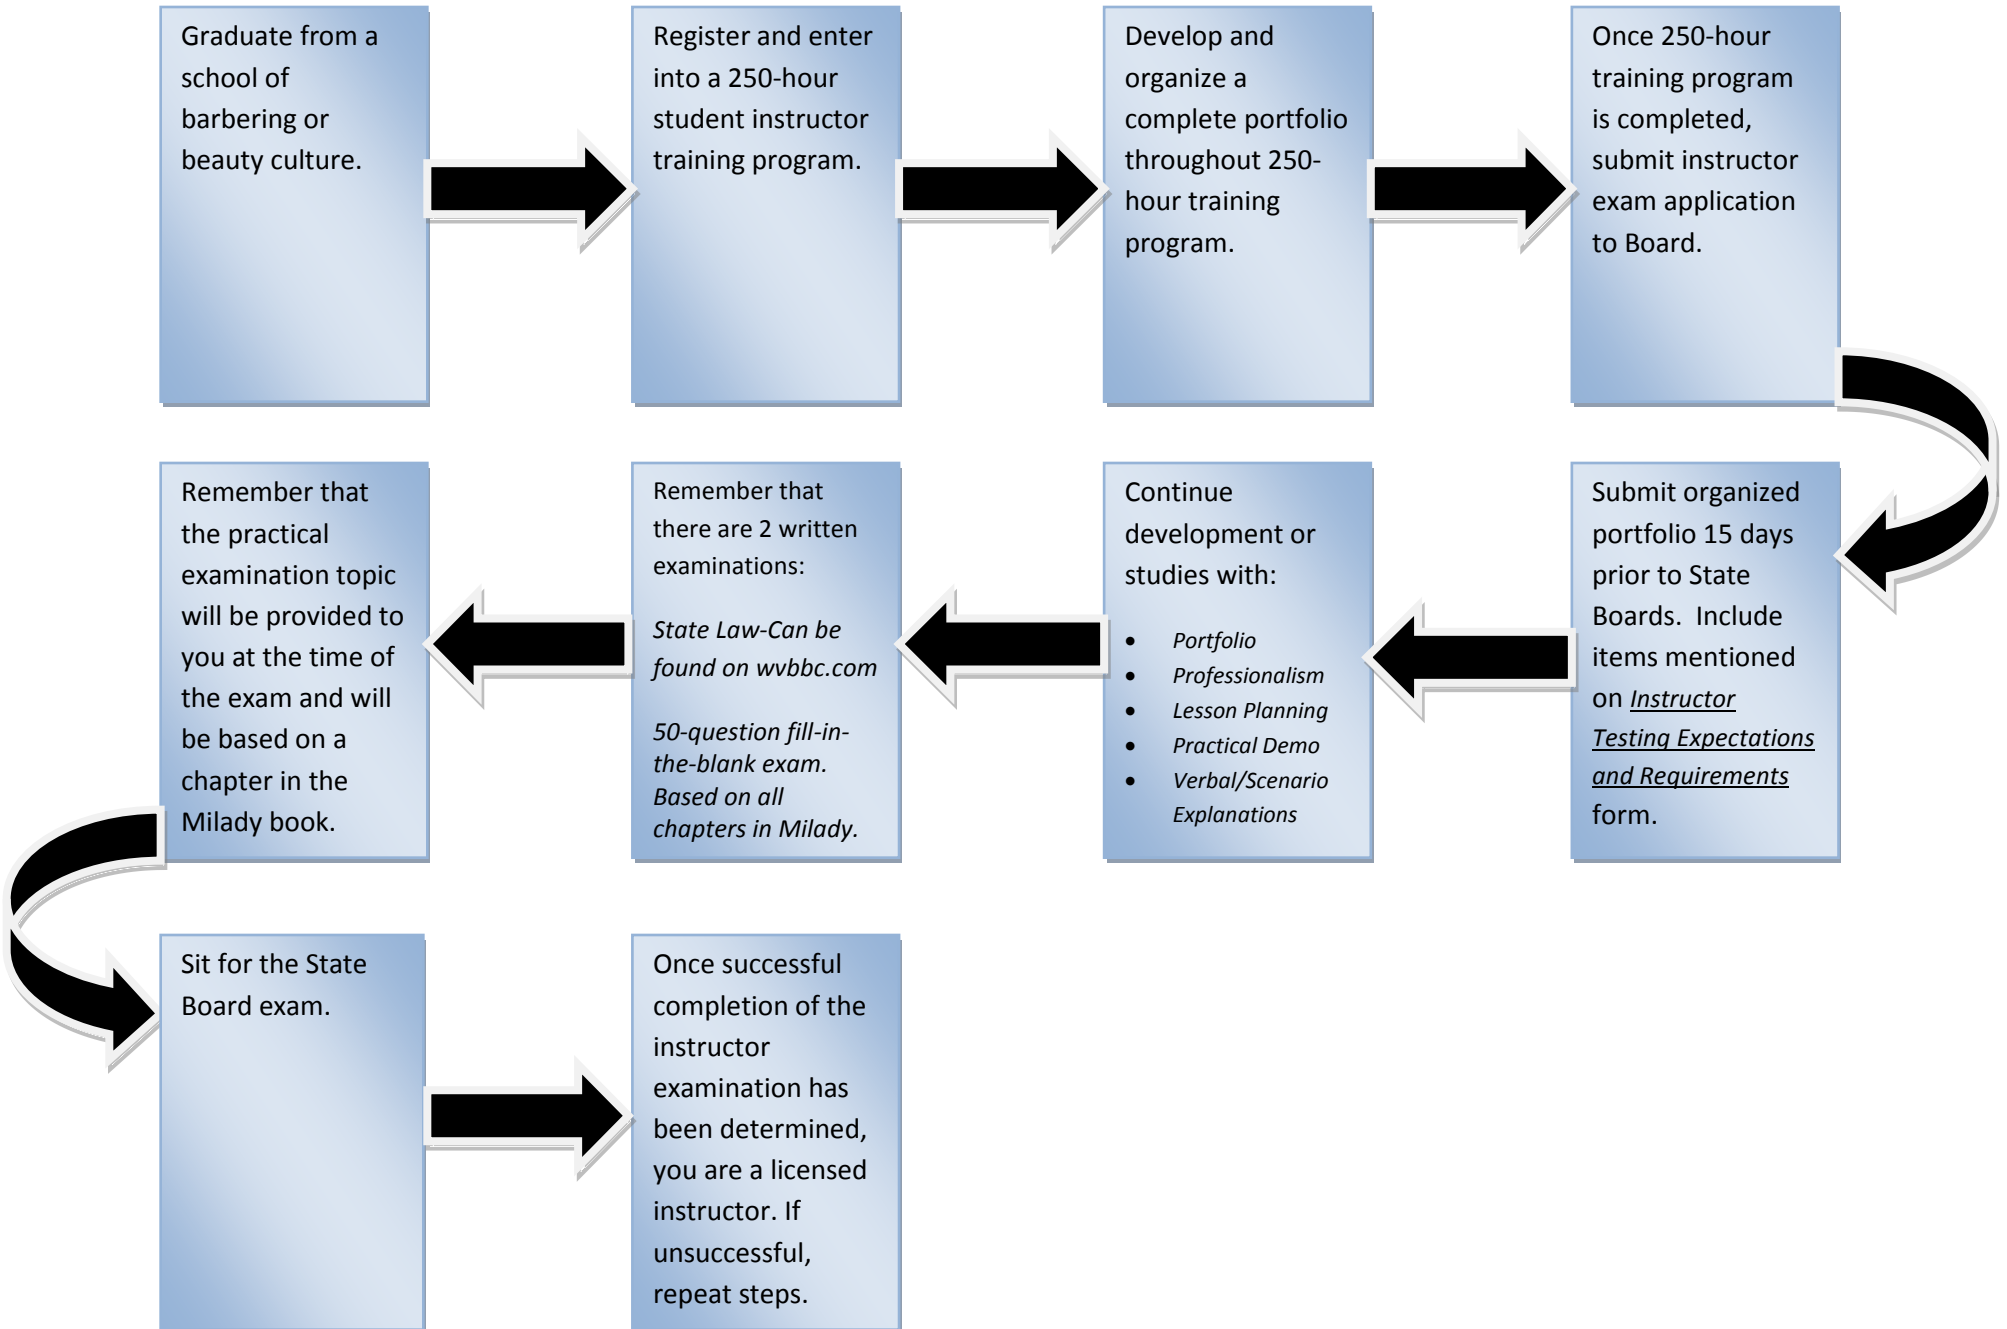 Graduate from a
school of
barbering or
beauty culture.
Register and enter
into a 250-hour
student instructor
training program.
Develop and
organize a
complete portfolio
throughout 250-
hour training
program.
Once 250-hour
training program
is completed,
submit instructor
exam application
to Board.
Submit organized
portfolio 15 days
prior to State
Boards.  Include
items mentioned
on Instructor
Testing Expectations
and Requirements
form.
Continue
development or
studies with:
• Portfolio
• Professionalism
• Lesson Planning
• Practical Demo
• Verbal/Scenario
Explanations
Remember that
there are 2 written
examinations:
State Law-Can be
found on wvbbc.com
50-question fill-in-
the-blank exam.
Based on all
chapters in Milady.
Remember that
the practical
examination topic
will be provided to
you at the time of
the exam and will
be based on a
chapter in the
Milady book.
Sit for the State
Board exam.
Once successful
completion of the
instructor
examination has
been determined,
you are a licensed
instructor. If
unsuccessful,
repeat steps.